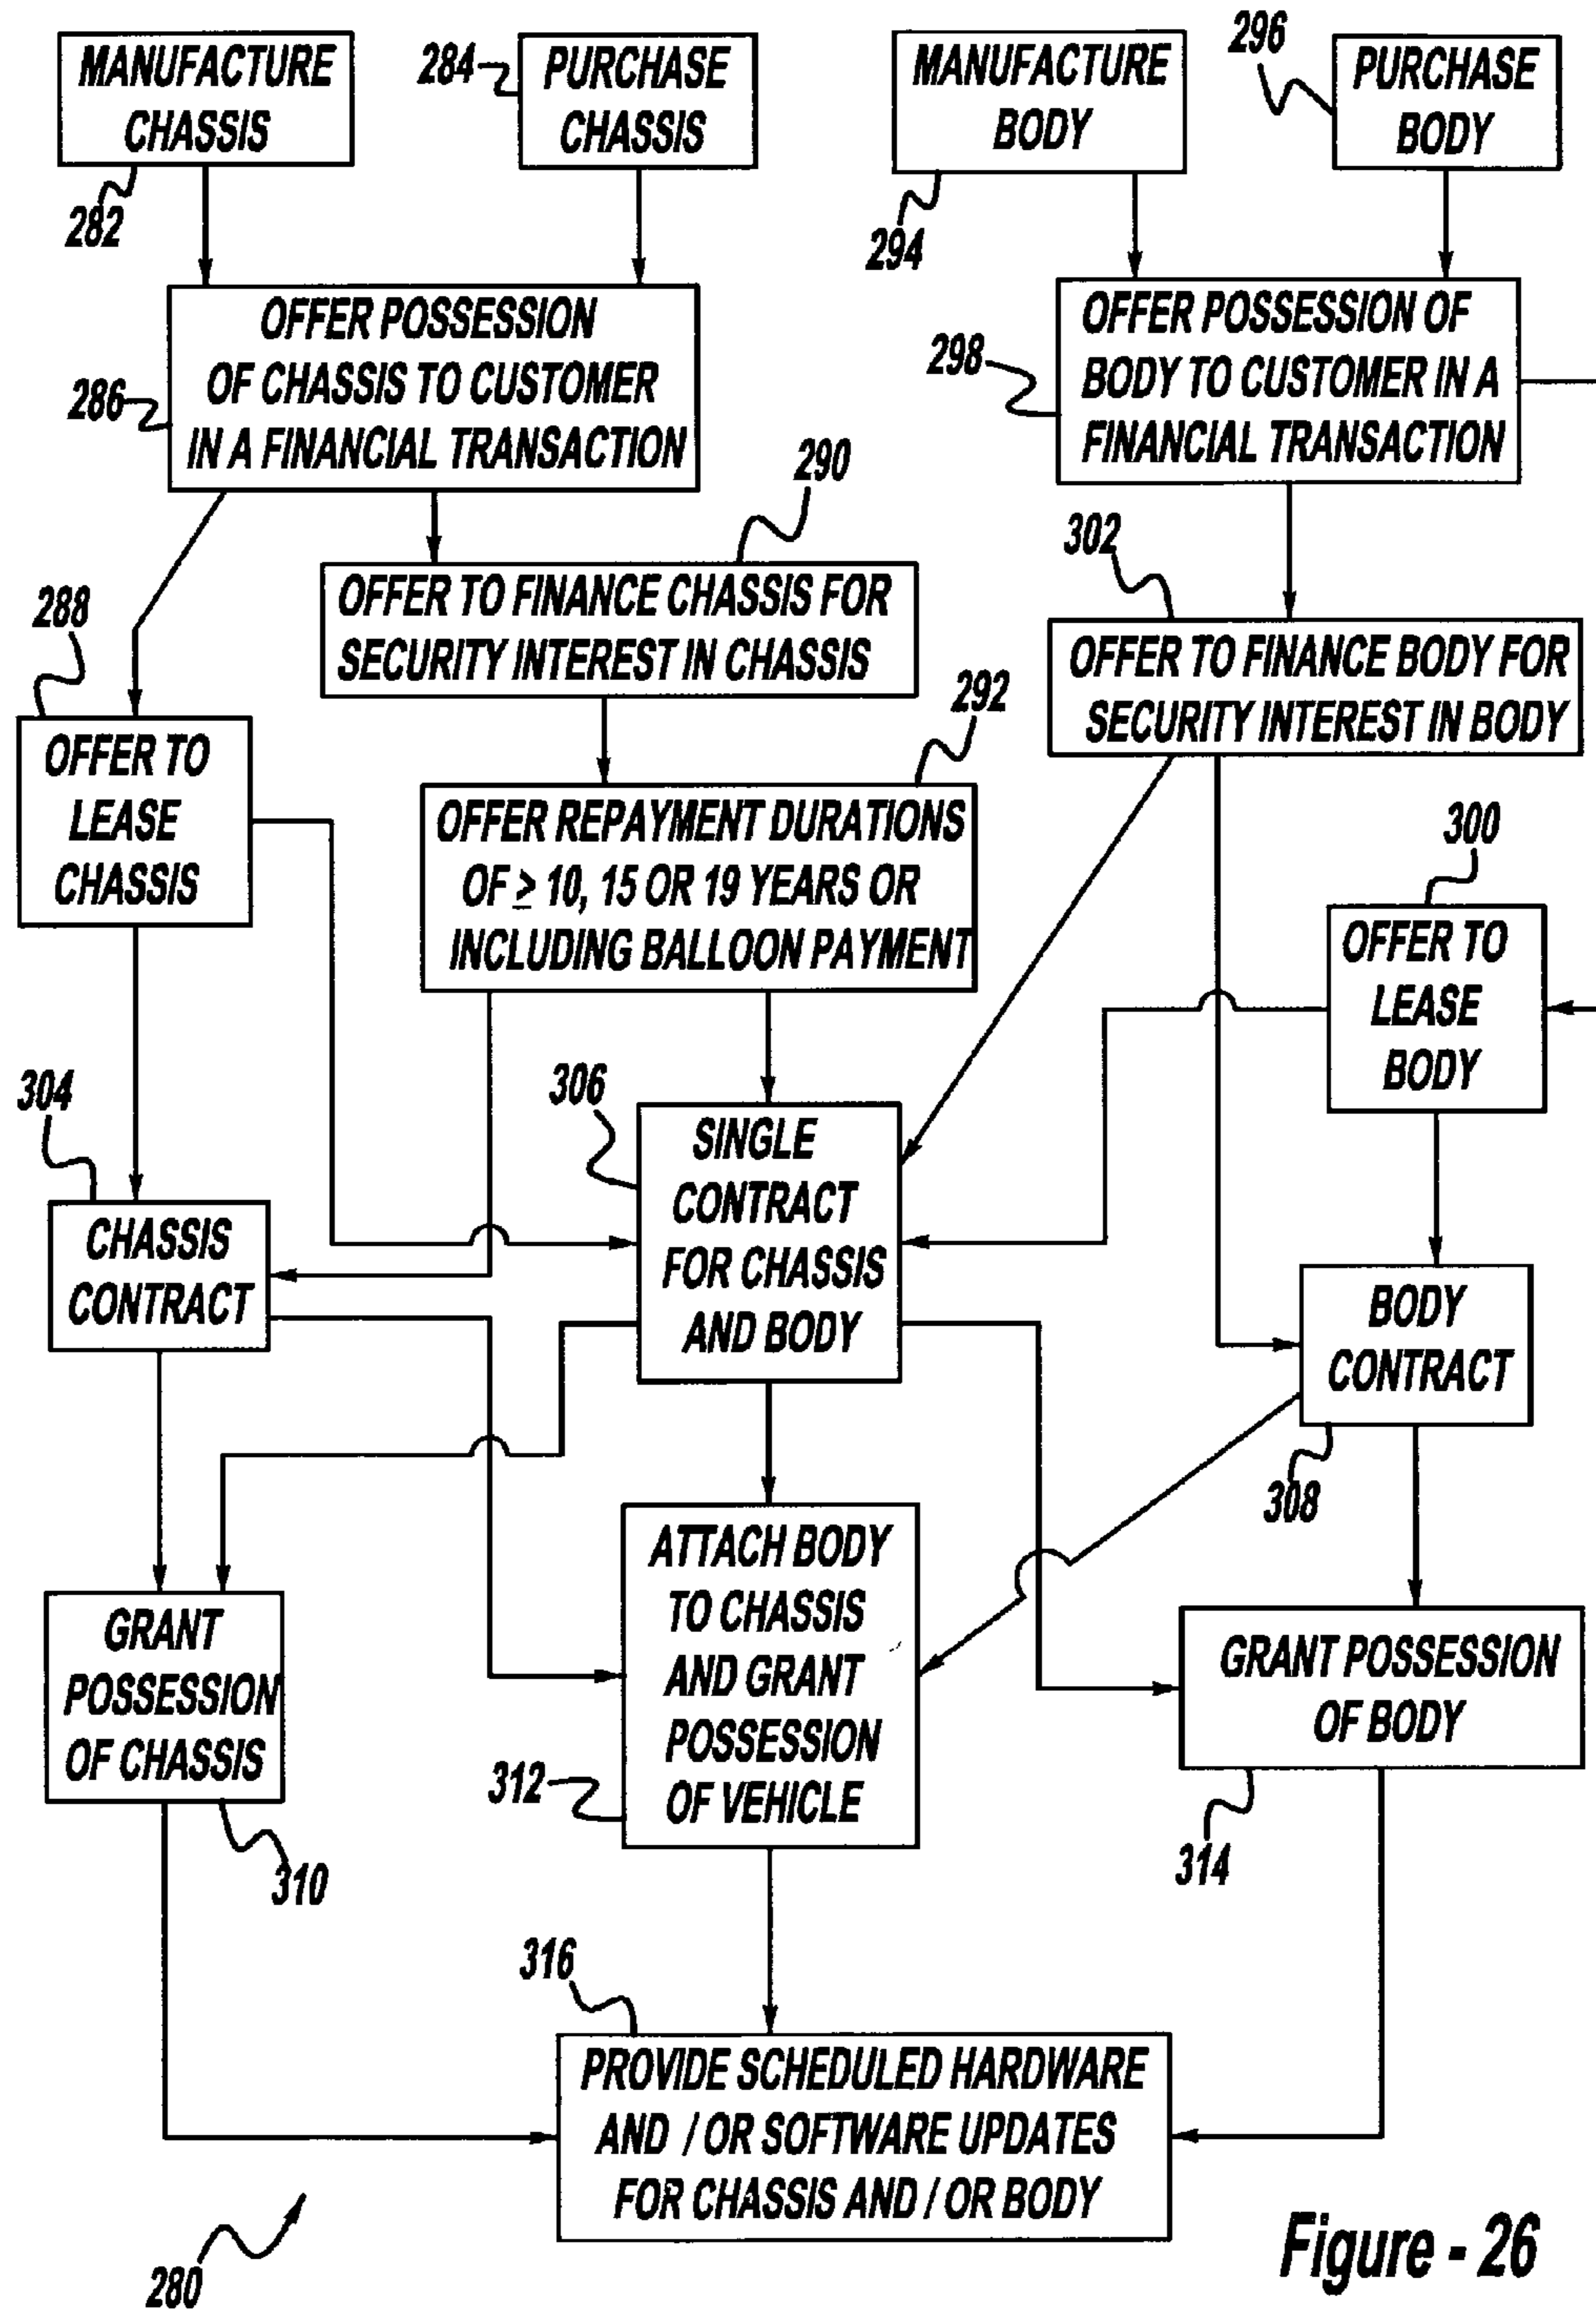 MANUFACTURE
CHASSIS
282
284
PURCHASE
CHASSIS
MANUFACTURE
BODY
294
296
PURCHASE
BODY
OFFER POSSESSION
OF CHASSIS TO CUSTOMER
IN A FINANCIAL TRANSACTION
286
OFFER POSSESSION OF
BODY TO CUSTOMER IN A
FINANCIAL TRANSACTION
298
290
OFFER TO FINANCE CHASSIS FOR
SECURITY INTEREST IN CHASSIS
302
OFFER TO FINANCE BODY FOR
SECURITY INTEREST IN BODY
288
OFFER TO
LEASE
CHASSIS
292
OFFER REPAYMENT DURATIONS
OF ≥ 10, 15 OR 19 YEARS OR
INCLUDING BALLOON PAYMENT
300
OFFER TO
LEASE
BODY
304
CHASSIS
CONTRACT
306
SINGLE
CONTRACT
FOR CHASSIS
AND BODY
BODY
CONTRACT
308
GRANT
POSSESSION
OF CHASSIS
310
ATTACH BODY
TO CHASSIS
AND GRANT
POSSESSION
OF VEHICLE
312
GRANT POSSESSION
OF BODY
314
316
PROVIDE SCHEDULED HARDWARE
AND / OR SOFTWARE UPDATES
FOR CHASSIS AND / OR BODY
280
Figure - 26